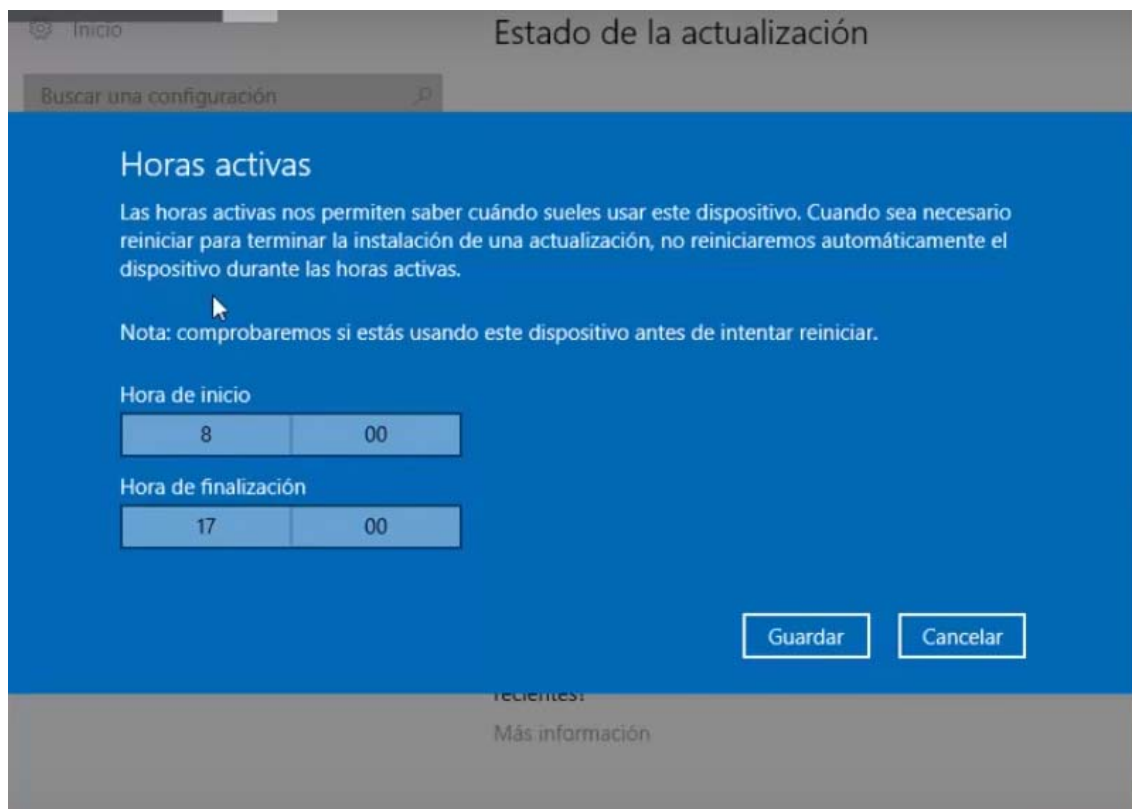 Inicio
Estado de la actualización
Buscar una configuración
Horas activas
Las horas activas nos permiten saber cuándo sueles usar este dispositivo. Cuando sea necesario
reiniciar para terminar la instalación de una actualización, no reiniciaremos automáticamente el
dispositivo durante las horas activas.
Nota: comprobaremos si estás usando este dispositivo antes de intentar reiniciar.
Hora de inicio
8 00
Hora de finalización
17 00
Guardar Cancelar
recientes?
Más información